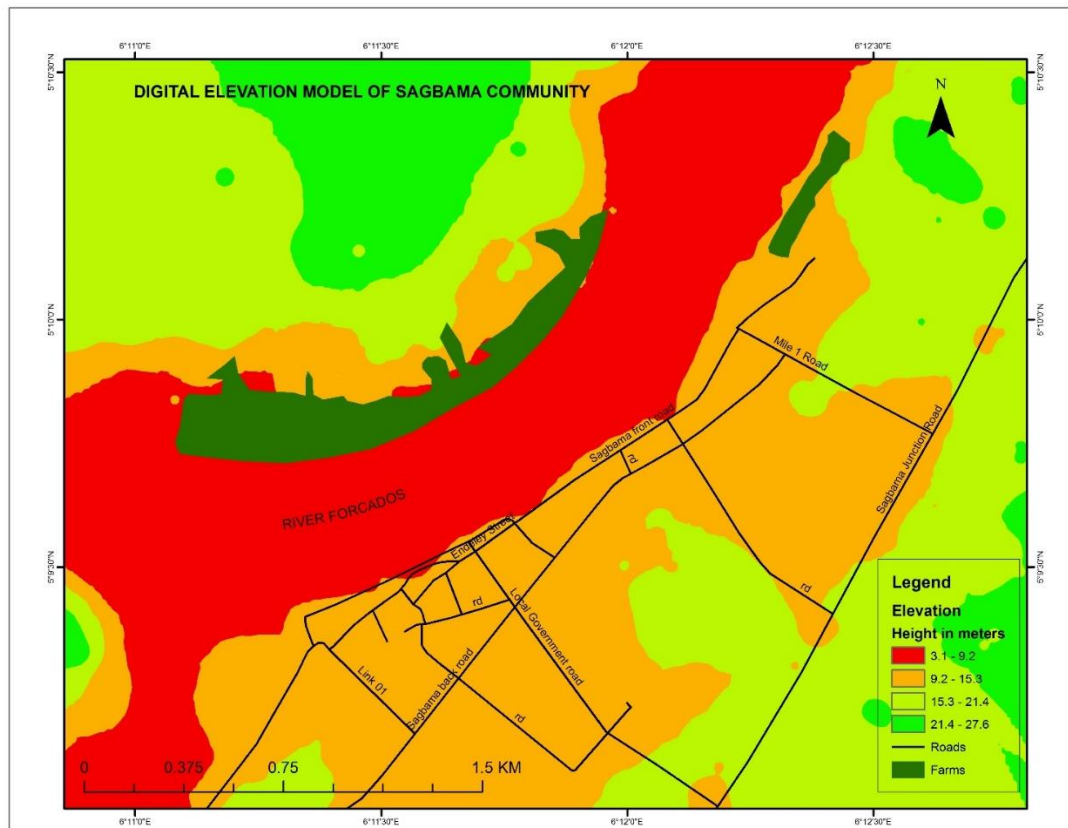 6°11'0"E
6°11'30"E
6°12'0"E
6°12'30"E
5°10'30"N
5°10'30"N
DIGITAL ELEVATION MODEL OF SAGBAMA COMMUNITY
N
5°10'0"N
5°10'0"N
Mile 1 Road
Sagbama front road
rd
Sagbama Junction Road
RIVER FORCADOS
Endeley Street
5°9'30"N
5°9'30"N
rd
Local Government road
rd
Link 01
Sagbama back road
rd
Legend
Elevation
Height in meters
3.1 - 9.2
9.2 - 15.3
15.3 - 21.4
21.4 - 27.6
Roads
Farms
0 0.375 0.75 1.5 KM
6°11'0"E
6°11'30"E
6°12'0"E
6°12'30"E